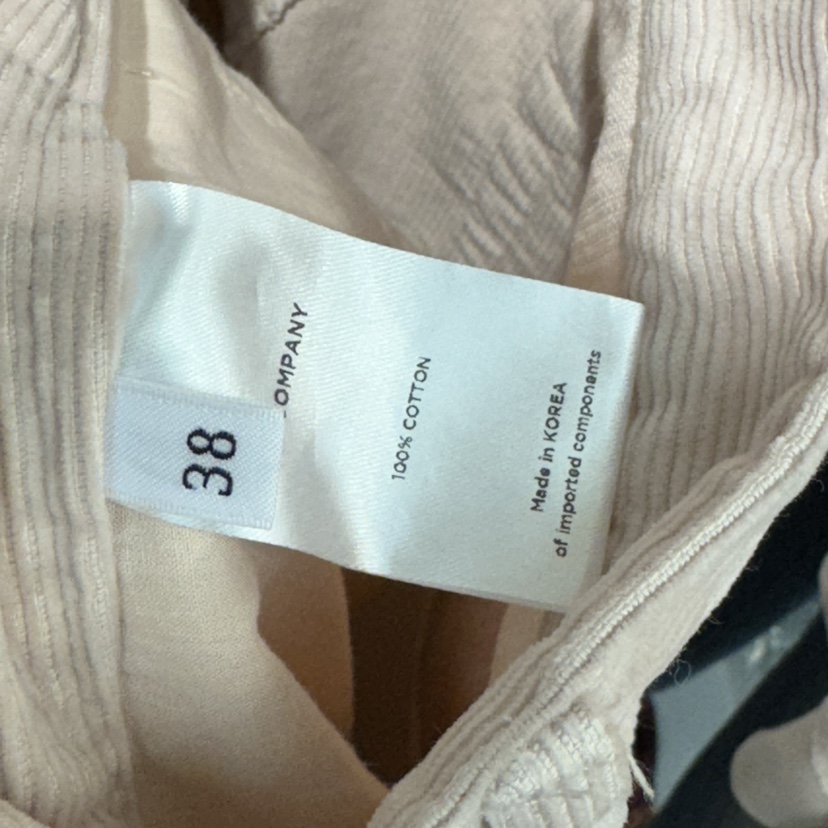 OMPANY
38
100% COTTON
Made in KOREA
of imported components